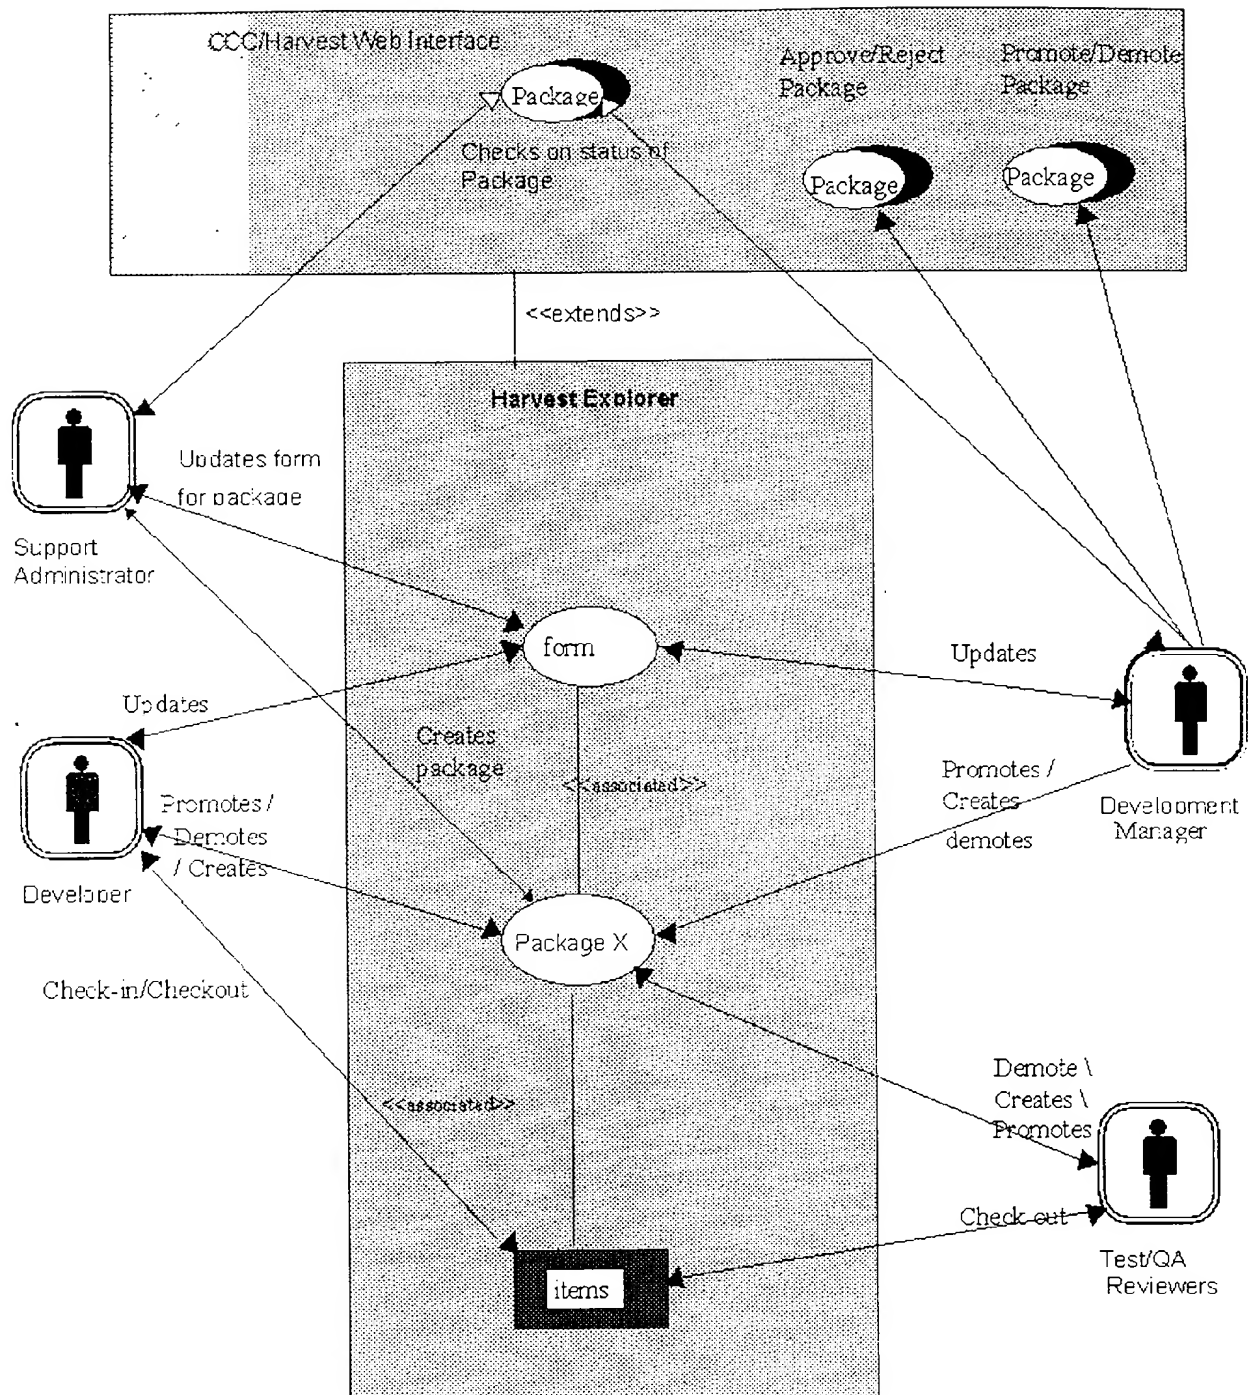 CCC/Harvest Web Interface
Approve/Reject
Package
Promote/Demote
Package
Package
Checks on status of
Package
Package
Package
<<extends>>
Harvest Explorer
Updates form
for package
Support
Administrator
form
Updates
Updates
Creates
package
<<associated>>
Promotes /
Creates
demotes
Development
Manager
Promotes /
Demotes
/ Creates
Developer
Package X
Check-in/Checkout
Demote \
Creates \
Promotes
<<associated>>
Check out
items
Test/QA
Reviewers